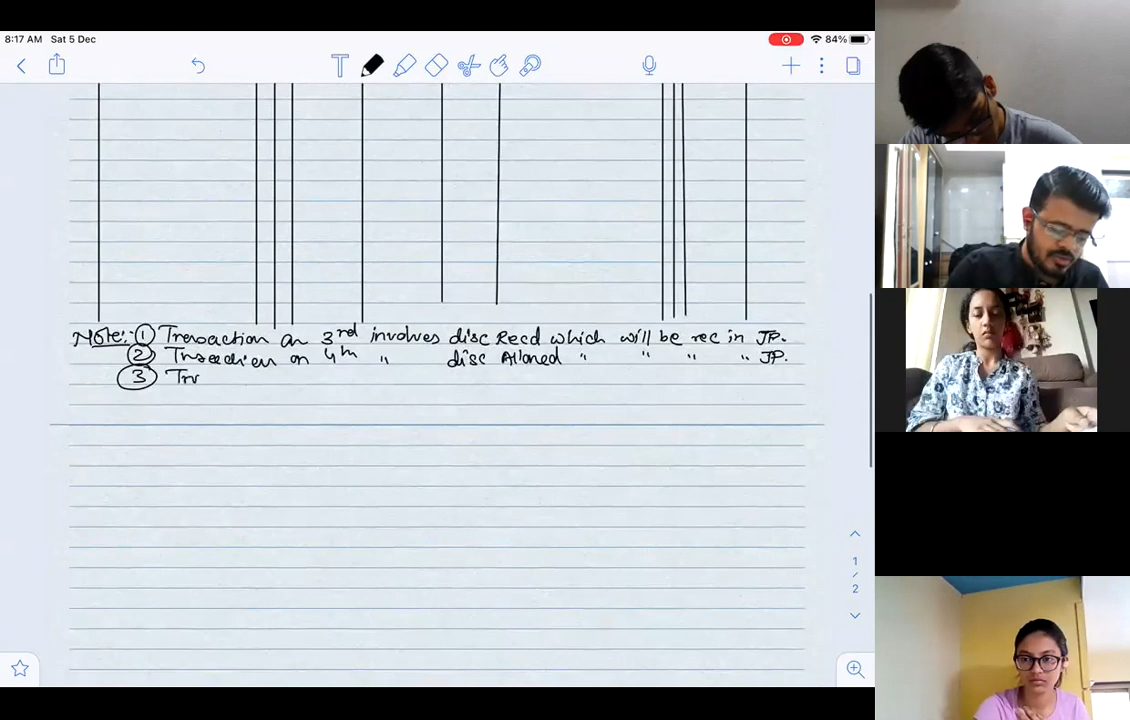 8:17 AM Sat 5 Dec
84%
T
Note:- ① Transaction on 3rd involves disc Recd which will be rec in JP.
② Transaction on 4th " disc Allowed " " " " JP.
③ Trv
1
/
2